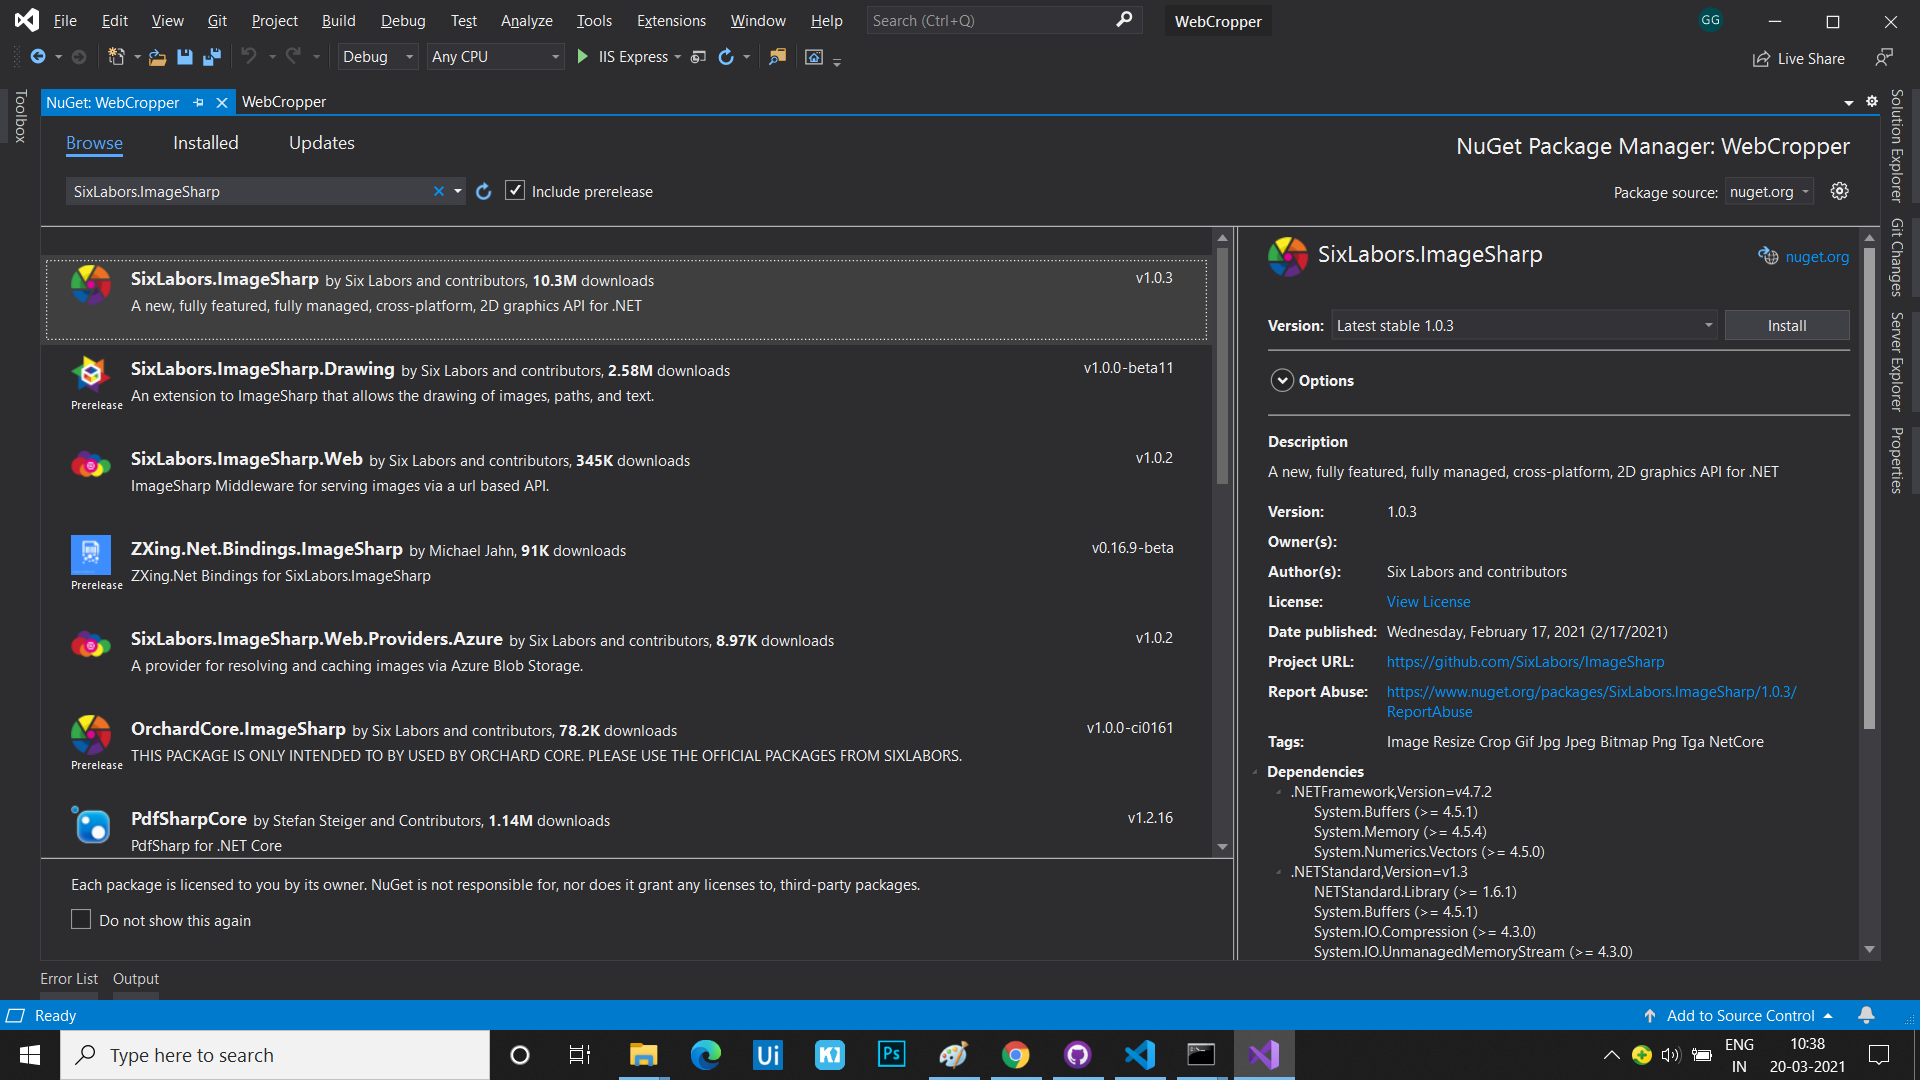 File Edit View Git Project Build Debug Test Analyze Tools Extensions Window Help Search (Ctrl+Q) WebCropper GG
Debug Any CPU IIS Express Live Share
Toolbox
NuGet: WebCropper WebCropper
Browse Installed Updates
NuGet Package Manager: WebCropper
SixLabors.ImageSharp Include prerelease
Package source: nuget.org
SixLabors.ImageSharp by Six Labors and contributors, 10.3M downloads v1.0.3
A new, fully featured, fully managed, cross-platform, 2D graphics API for .NET
SixLabors.ImageSharp.Drawing by Six Labors and contributors, 2.58M downloads v1.0.0-beta11
An extension to ImageSharp that allows the drawing of images, paths, and text.
Prerelease
SixLabors.ImageSharp.Web by Six Labors and contributors, 345K downloads v1.0.2
ImageSharp Middleware for serving images via a url based API.
ZXing.Net.Bindings.ImageSharp by Michael Jahn, 91K downloads v0.16.9-beta
ZXing.Net Bindings for SixLabors.ImageSharp
Prerelease
SixLabors.ImageSharp.Web.Providers.Azure by Six Labors and contributors, 8.97K downloads v1.0.2
A provider for resolving and caching images via Azure Blob Storage.
OrchardCore.ImageSharp by Six Labors and contributors, 78.2K downloads v1.0.0-ci0161
THIS PACKAGE IS ONLY INTENDED TO BY USED BY ORCHARD CORE. PLEASE USE THE OFFICIAL PACKAGES FROM SIXLABORS.
Prerelease
PdfSharpCore by Stefan Steiger and Contributors, 1.14M downloads v1.2.16
PdfSharp for .NET Core
Each package is licensed to you by its owner. NuGet is not responsible for, nor does it grant any licenses to, third-party packages.
Do not show this again
SixLabors.ImageSharp nuget.org
Version: Latest stable 1.0.3 Install
Options
Description
A new, fully featured, fully managed, cross-platform, 2D graphics API for .NET
Version: 1.0.3
Owner(s):
Author(s): Six Labors and contributors
License: View License
Date published: Wednesday, February 17, 2021 (2/17/2021)
Project URL: https://github.com/SixLabors/ImageSharp
Report Abuse: https://www.nuget.org/packages/SixLabors.ImageSharp/1.0.3/
ReportAbuse
Tags: Image Resize Crop Gif Jpg Jpeg Bitmap Png Tga NetCore
Dependencies
.NETFramework,Version=v4.7.2
System.Buffers (>= 4.5.1)
System.Memory (>= 4.5.4)
System.Numerics.Vectors (>= 4.5.0)
.NETStandard,Version=v1.3
NETStandard.Library (>= 1.6.1)
System.Buffers (>= 4.5.1)
System.IO.Compression (>= 4.3.0)
System.IO.UnmanagedMemoryStream (>= 4.3.0)
Solution Explorer
Git Changes
Server Explorer
Properties
Error List Output
Ready Add to Source Control
Type here to search
Ui
K
Ps
ENG
IN
10:38
20-03-2021